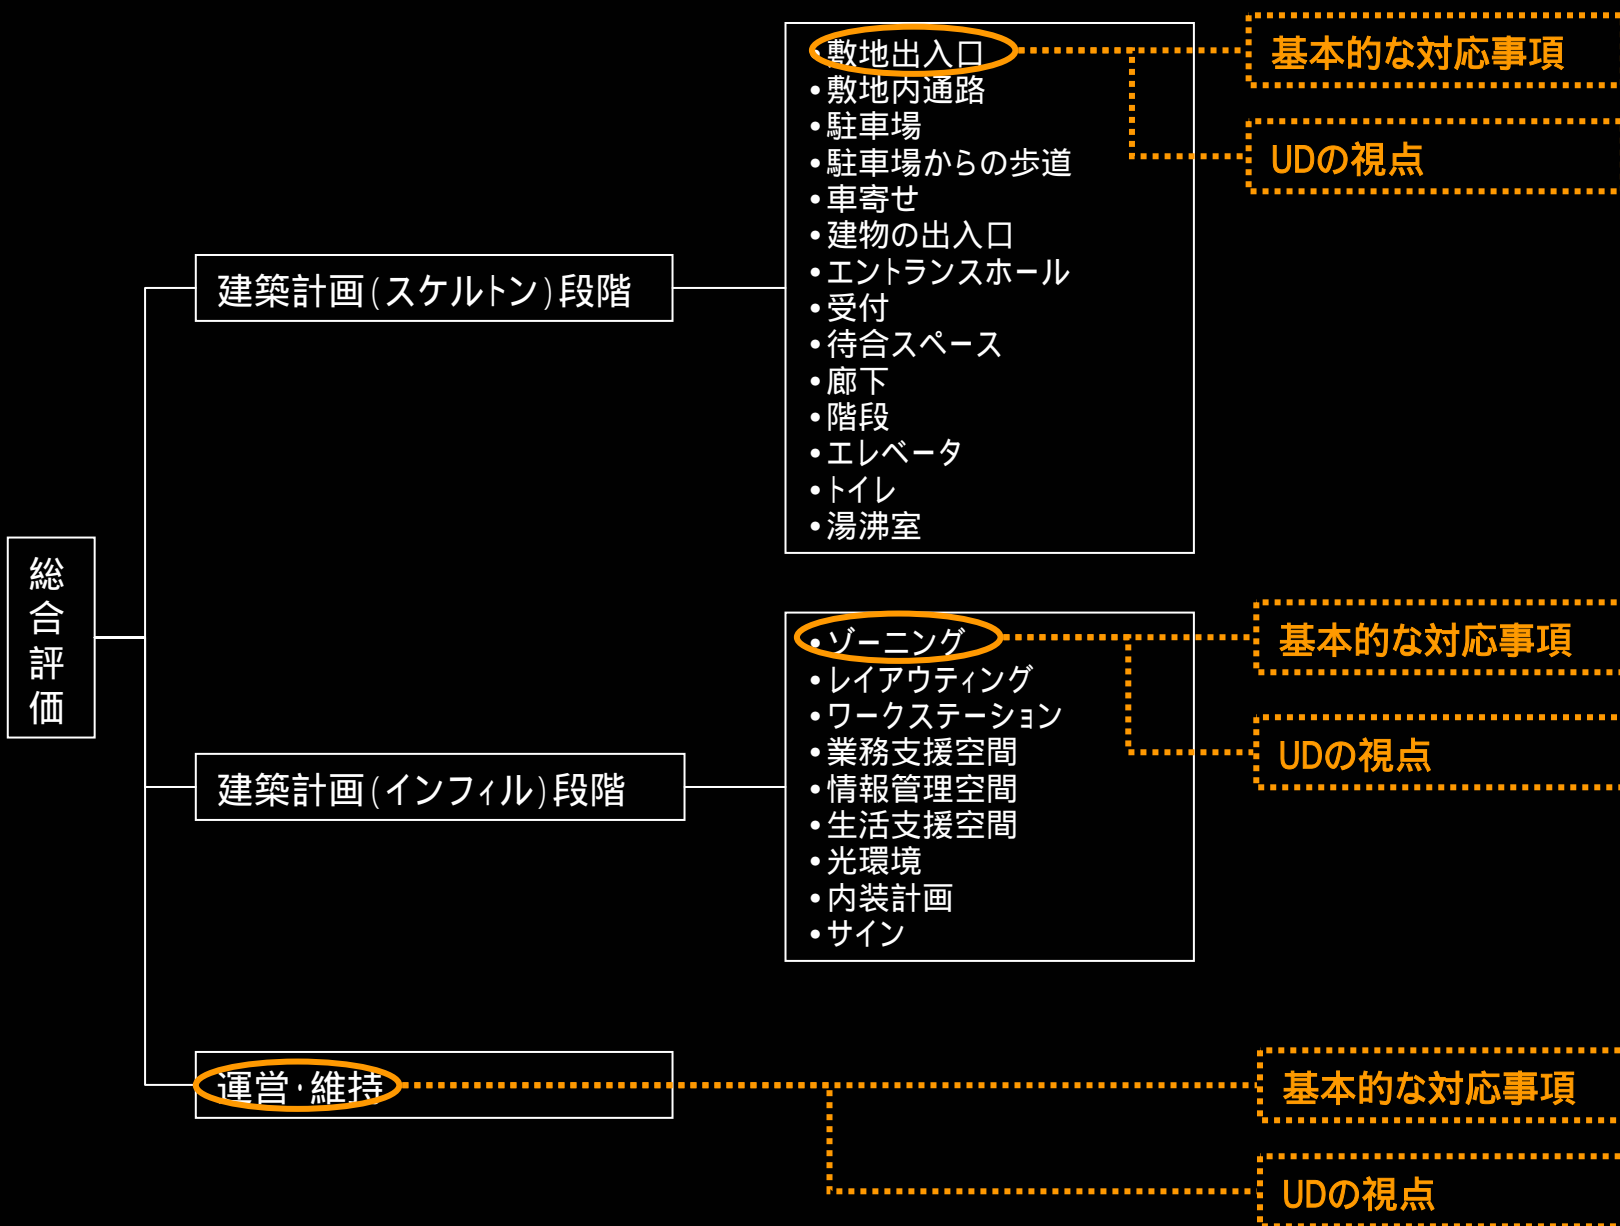 総
合
評
価
建築計画(スケルトン)段階
・敷地出入口
・敷地内通路
・駐車場
・駐車場からの歩道
・車寄せ
・建物の出入口
・エントランスホール
・受付
・待合スペース
・廊下
・階段
・エレベータ
・トイレ
・湯沸室
基本的な対応事項
UDの視点
建築計画(インフィル)段階
・ゾーニング
・レイアウティング
・ワークステーション
・業務支援空間
・情報管理空間
・生活支援空間
・光環境
・内装計画
・サイン
基本的な対応事項
UDの視点
運営・維持
基本的な対応事項
UDの視点